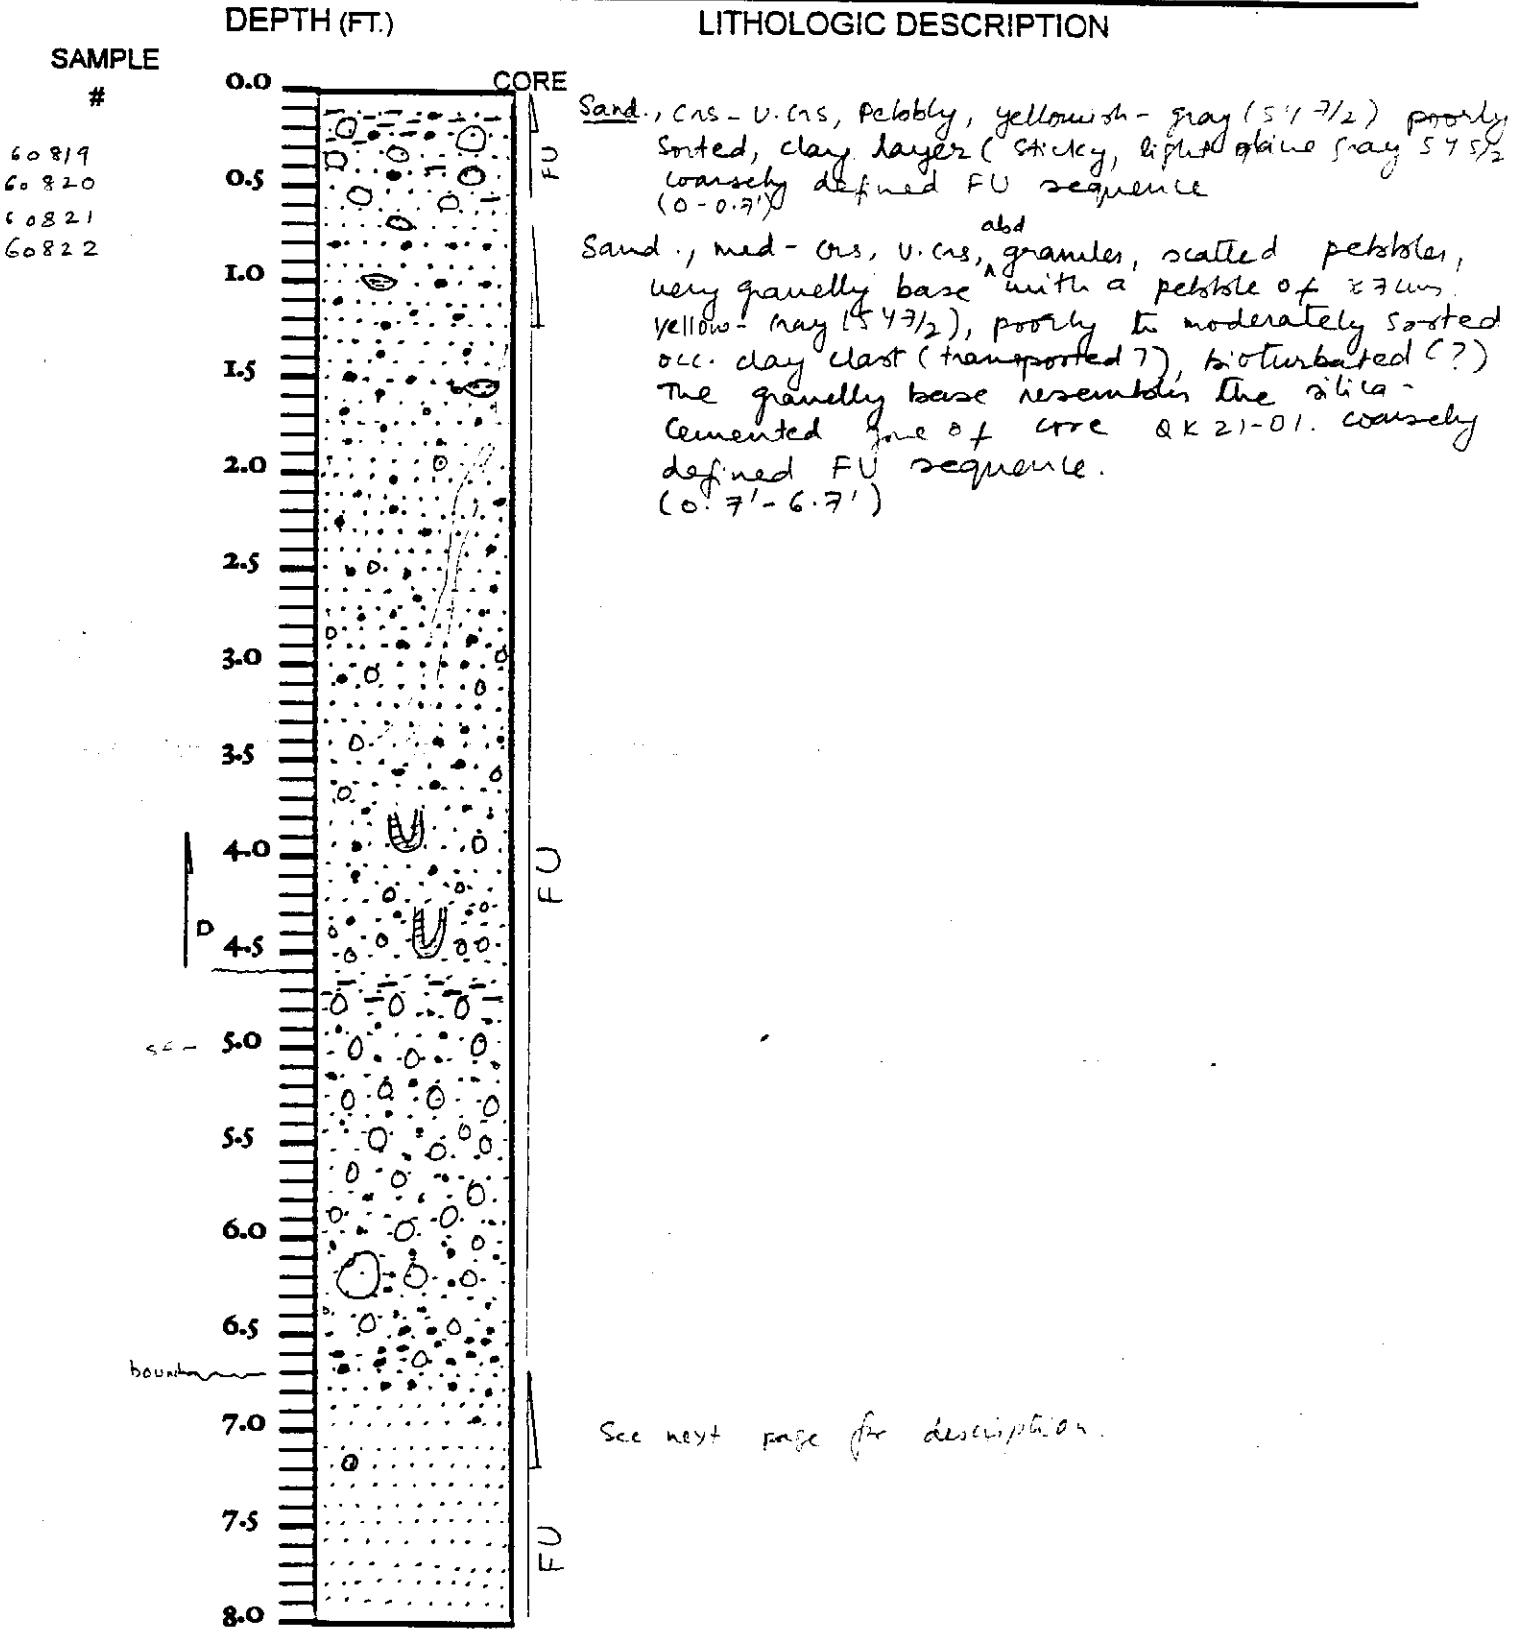 DEPTH (FT.)
LITHOLOGIC DESCRIPTION
SAMPLE
#
CORE
60819
60820
60821
60822
0.0
0.5
1.0
1.5
2.0
2.5
3.0
3.5
4.0
4.5
5.0
5.5
6.0
6.5
7.0
7.5
8.0
D
FU
FU
FU
Sand., crs - v. crs, Pebbly, yellowish - gray (5Y 7/2) poorly
Sorted, clay layer (sticky, light olive gray 5Y 5/2
coarsely defined FU sequence
(0-0.7')
Sand., med - crs, v. crs, abd granules, scatted pebbles,
very gravelly base with a pebble of ≈7cms
yellow-gray (5Y7/2), poorly to moderately sorted
occ. clay clast (transported?), bioturbated (?)
The gravelly base resembles the silica-
Cemented zone of core QK21-01. coarsely
defined FU sequence.
(0.7'-6.7')
See next page for description.